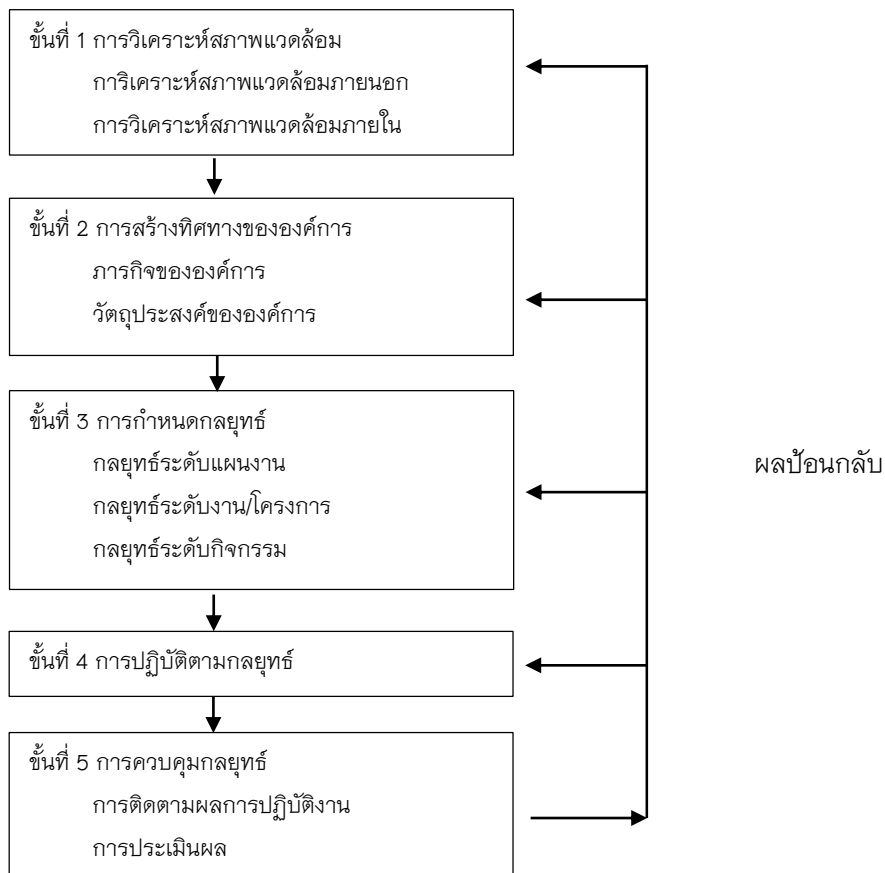 ขั้นที่ 1 การวิเคราะห์สภาพแวดล้อม
การิเคราะห์สภาพแวดล้อมภายนอก
การวิเคราะห์สภาพแวดล้อมภายใน
ขั้นที่ 2 การสร้างทิศทางขององค์การ
ภารกิจขององค์การ
วัตถุประสงค์ขององค์การ
ขั้นที่ 3 การกำหนดกลยุทธ์
กลยุทธ์ระดับแผนงาน
กลยุทธ์ระดับงาน/โครงการ
กลยุทธ์ระดับกิจกรรม
ผลป้อนกลับ
ขั้นที่ 4 การปฏิบัติตามกลยุทธ์
ขั้นที่ 5 การควบคุมกลยุทธ์
การติดตามผลการปฏิบัติงาน
การประเมินผล